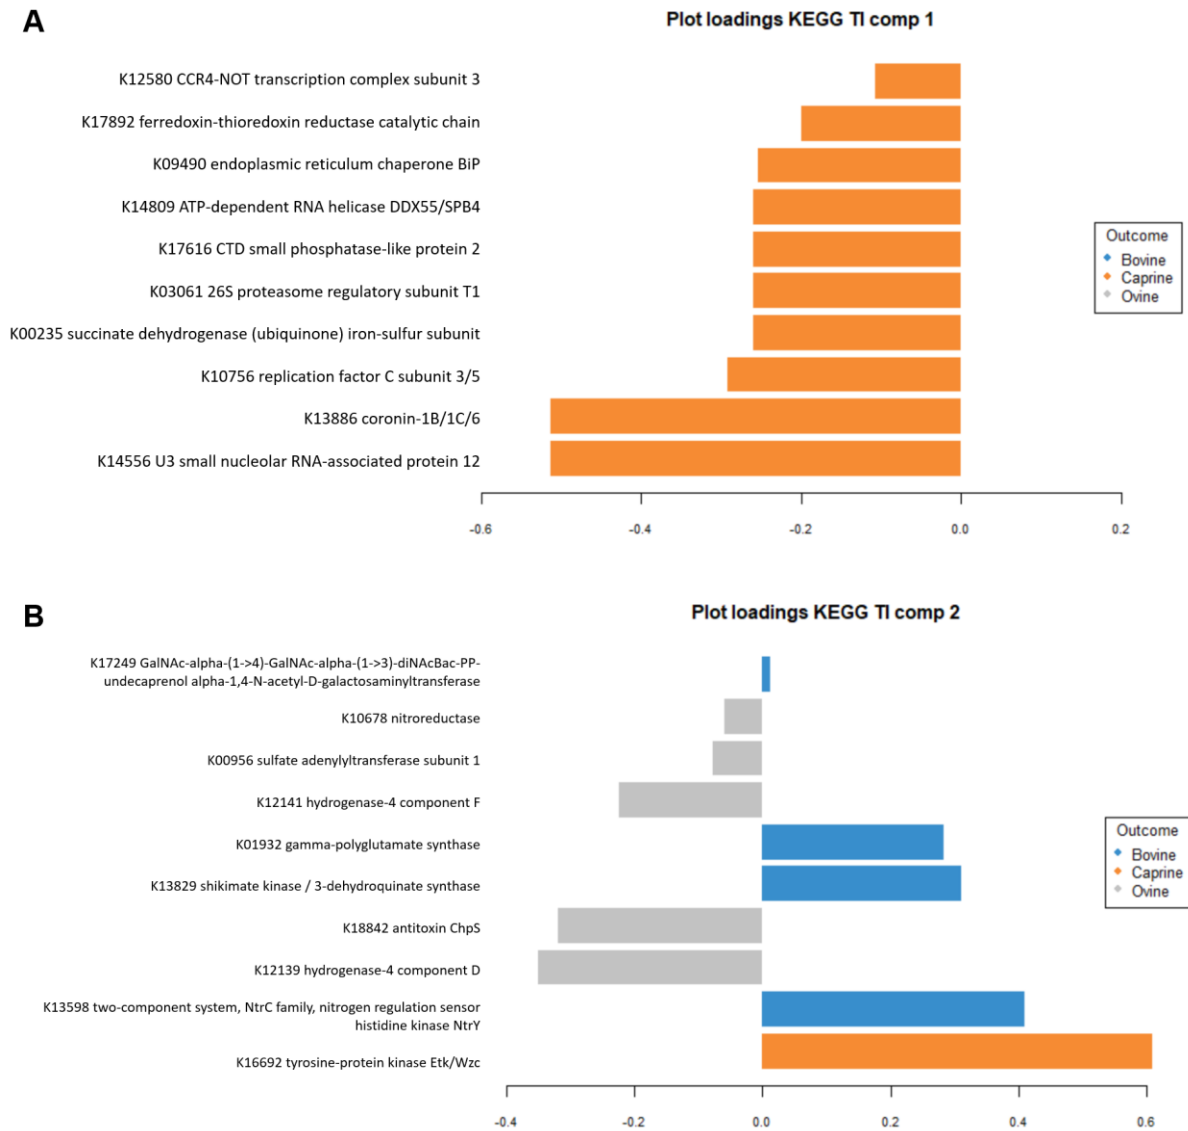 A
Plot loadings KEGG TI comp 1
K12580 CCR4-NOT transcription complex subunit 3
K17892 ferredoxin-thioredoxin reductase catalytic chain
K09490 endoplasmic reticulum chaperone BiP
K14809 ATP-dependent RNA helicase DDX55/SPB4
K17616 CTD small phosphatase-like protein 2
K03061 26S proteasome regulatory subunit T1
K00235 succinate dehydrogenase (ubiquinone) iron-sulfur subunit
K10756 replication factor C subunit 3/5
K13886 coronin-1B/1C/6
K14556 U3 small nucleolar RNA-associated protein 12
-0.6 -0.4 -0.2 0.0 0.2
Outcome
Bovine
Caprine
Ovine
B
Plot loadings KEGG TI comp 2
K17249 GalNAc-alpha-(1->4)-GalNAc-alpha-(1->3)-diNAcBac-PP-
undecaprenol alpha-1,4-N-acetyl-D-galactosaminyltransferase
K10678 nitroreductase
K00956 sulfate adenylyltransferase subunit 1
K12141 hydrogenase-4 component F
K01932 gamma-polyglutamate synthase
K13829 shikimate kinase / 3-dehydroquinate synthase
K18842 antitoxin ChpS
K12139 hydrogenase-4 component D
K13598 two-component system, NtrC family, nitrogen regulation sensor
histidine kinase NtrY
K16692 tyrosine-protein kinase Etk/Wzc
-0.4 -0.2 0.0 0.2 0.4 0.6
Outcome
Bovine
Caprine
Ovine